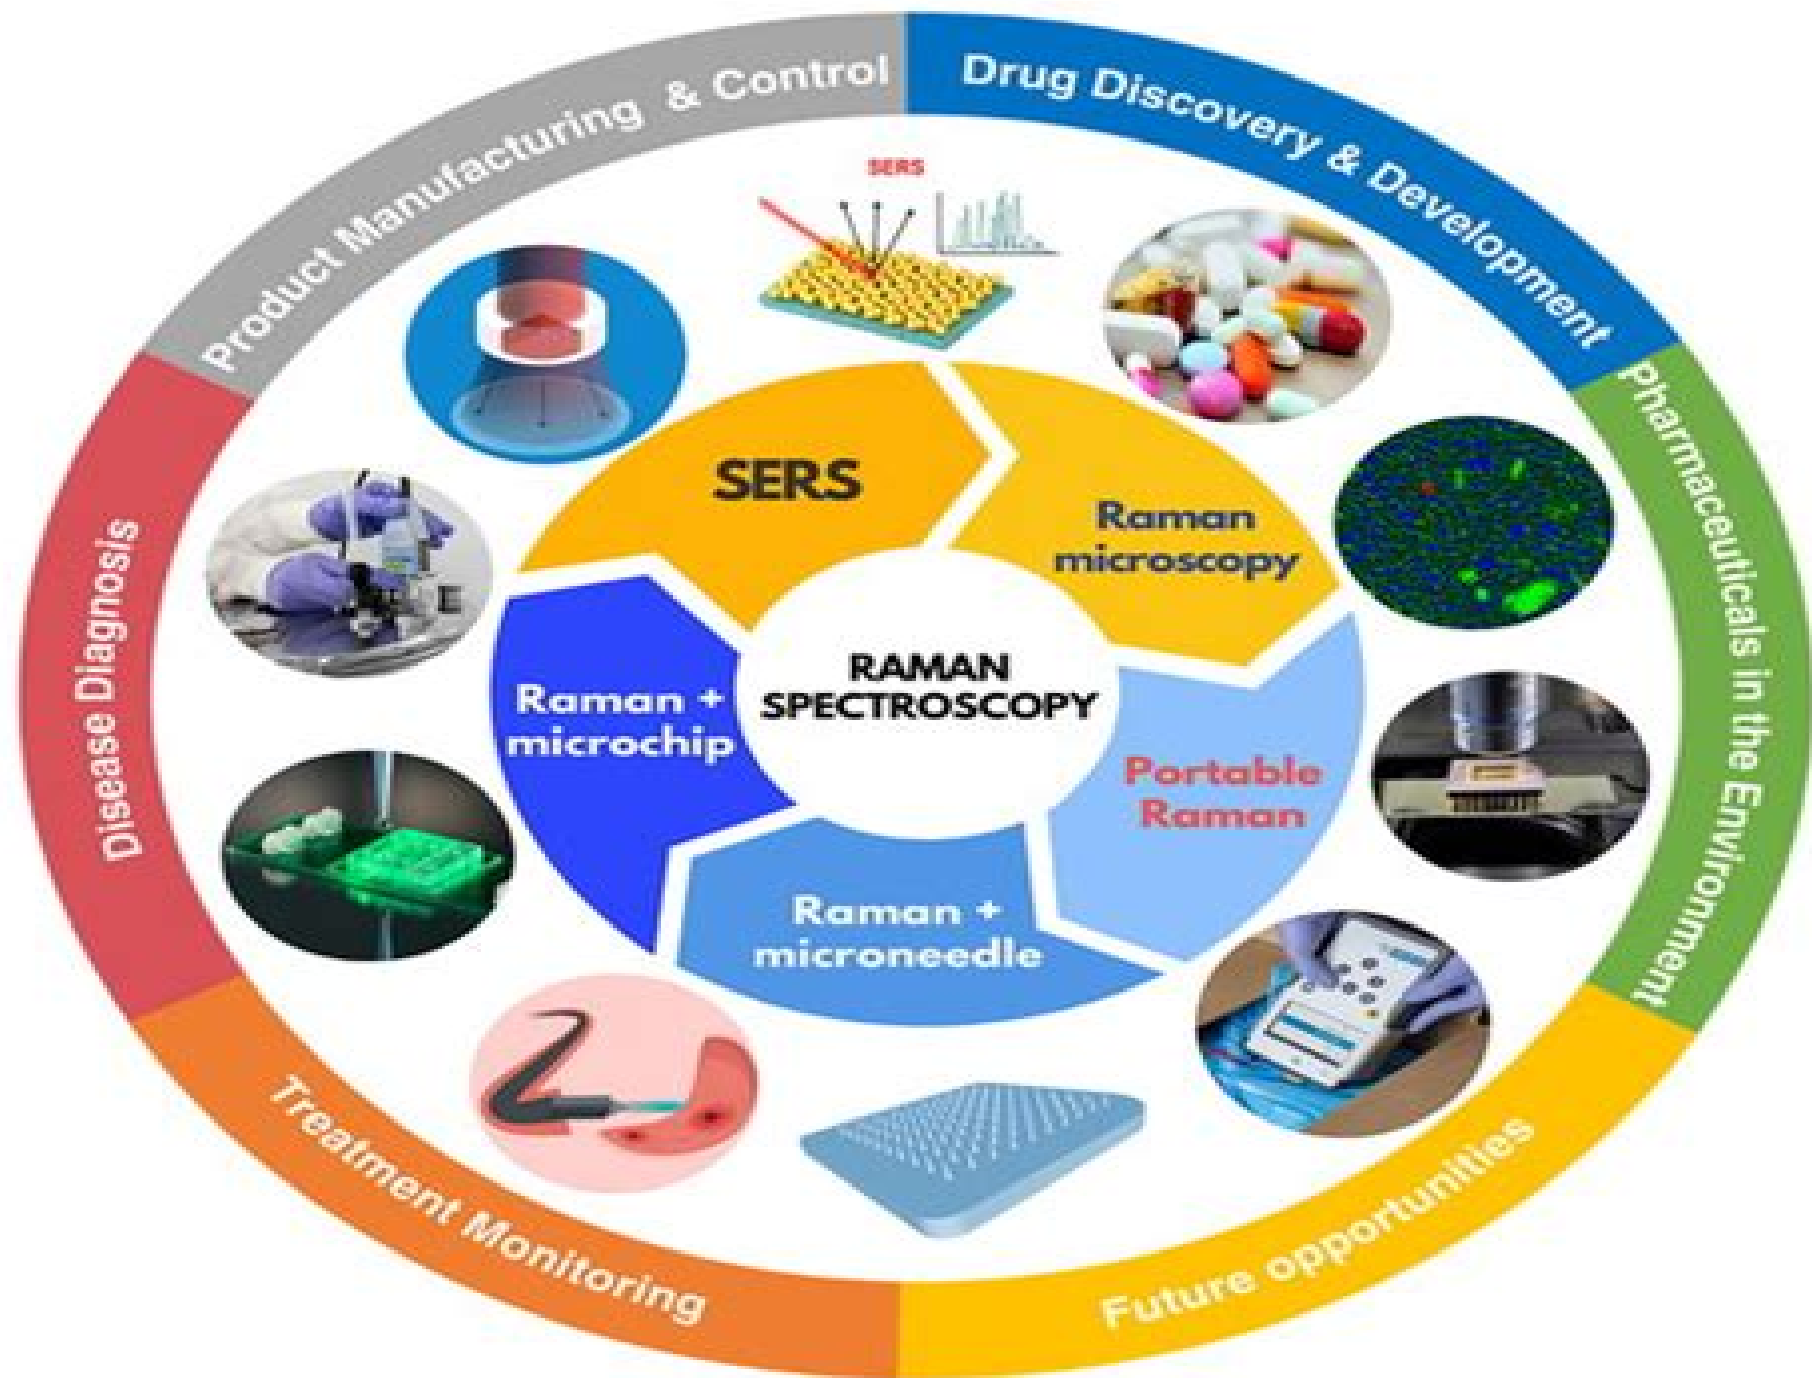 Product Manufacturing & Control
Drug Discovery & Development
Pharmaceuticals in the Environment
Future opportunities
Treatment Monitoring
Disease Diagnosis
SERS
SERS
Raman
microscopy
Portable
Raman
Raman +
microneedle
Raman +
microchip
RAMAN
SPECTROSCOPY